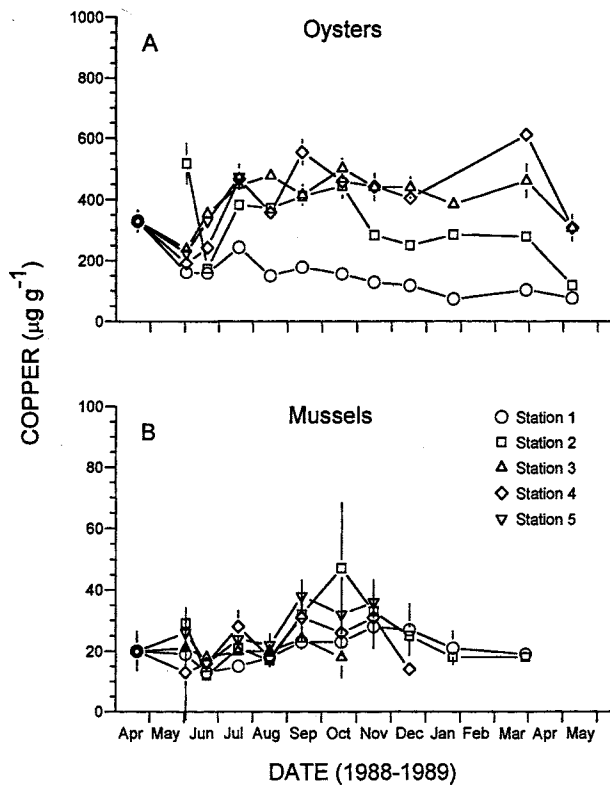 A
Oysters
1000
800
600
400
200
0
COPPER (µg g⁻¹)
B
Mussels
100
80
60
40
20
0
Station 1
Station 2
Station 3
Station 4
Station 5
Apr May Jun Jul Aug Sep Oct Nov Dec Jan Feb Mar Apr May
DATE (1988-1989)